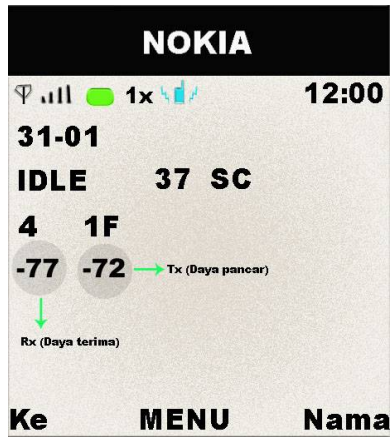 NOKIA
1x 12:00
31-01
IDLE 37 SC
4 1F
-77 -72 Tx (Daya pancar)
Rx (Daya terima)
Ke MENU Nama